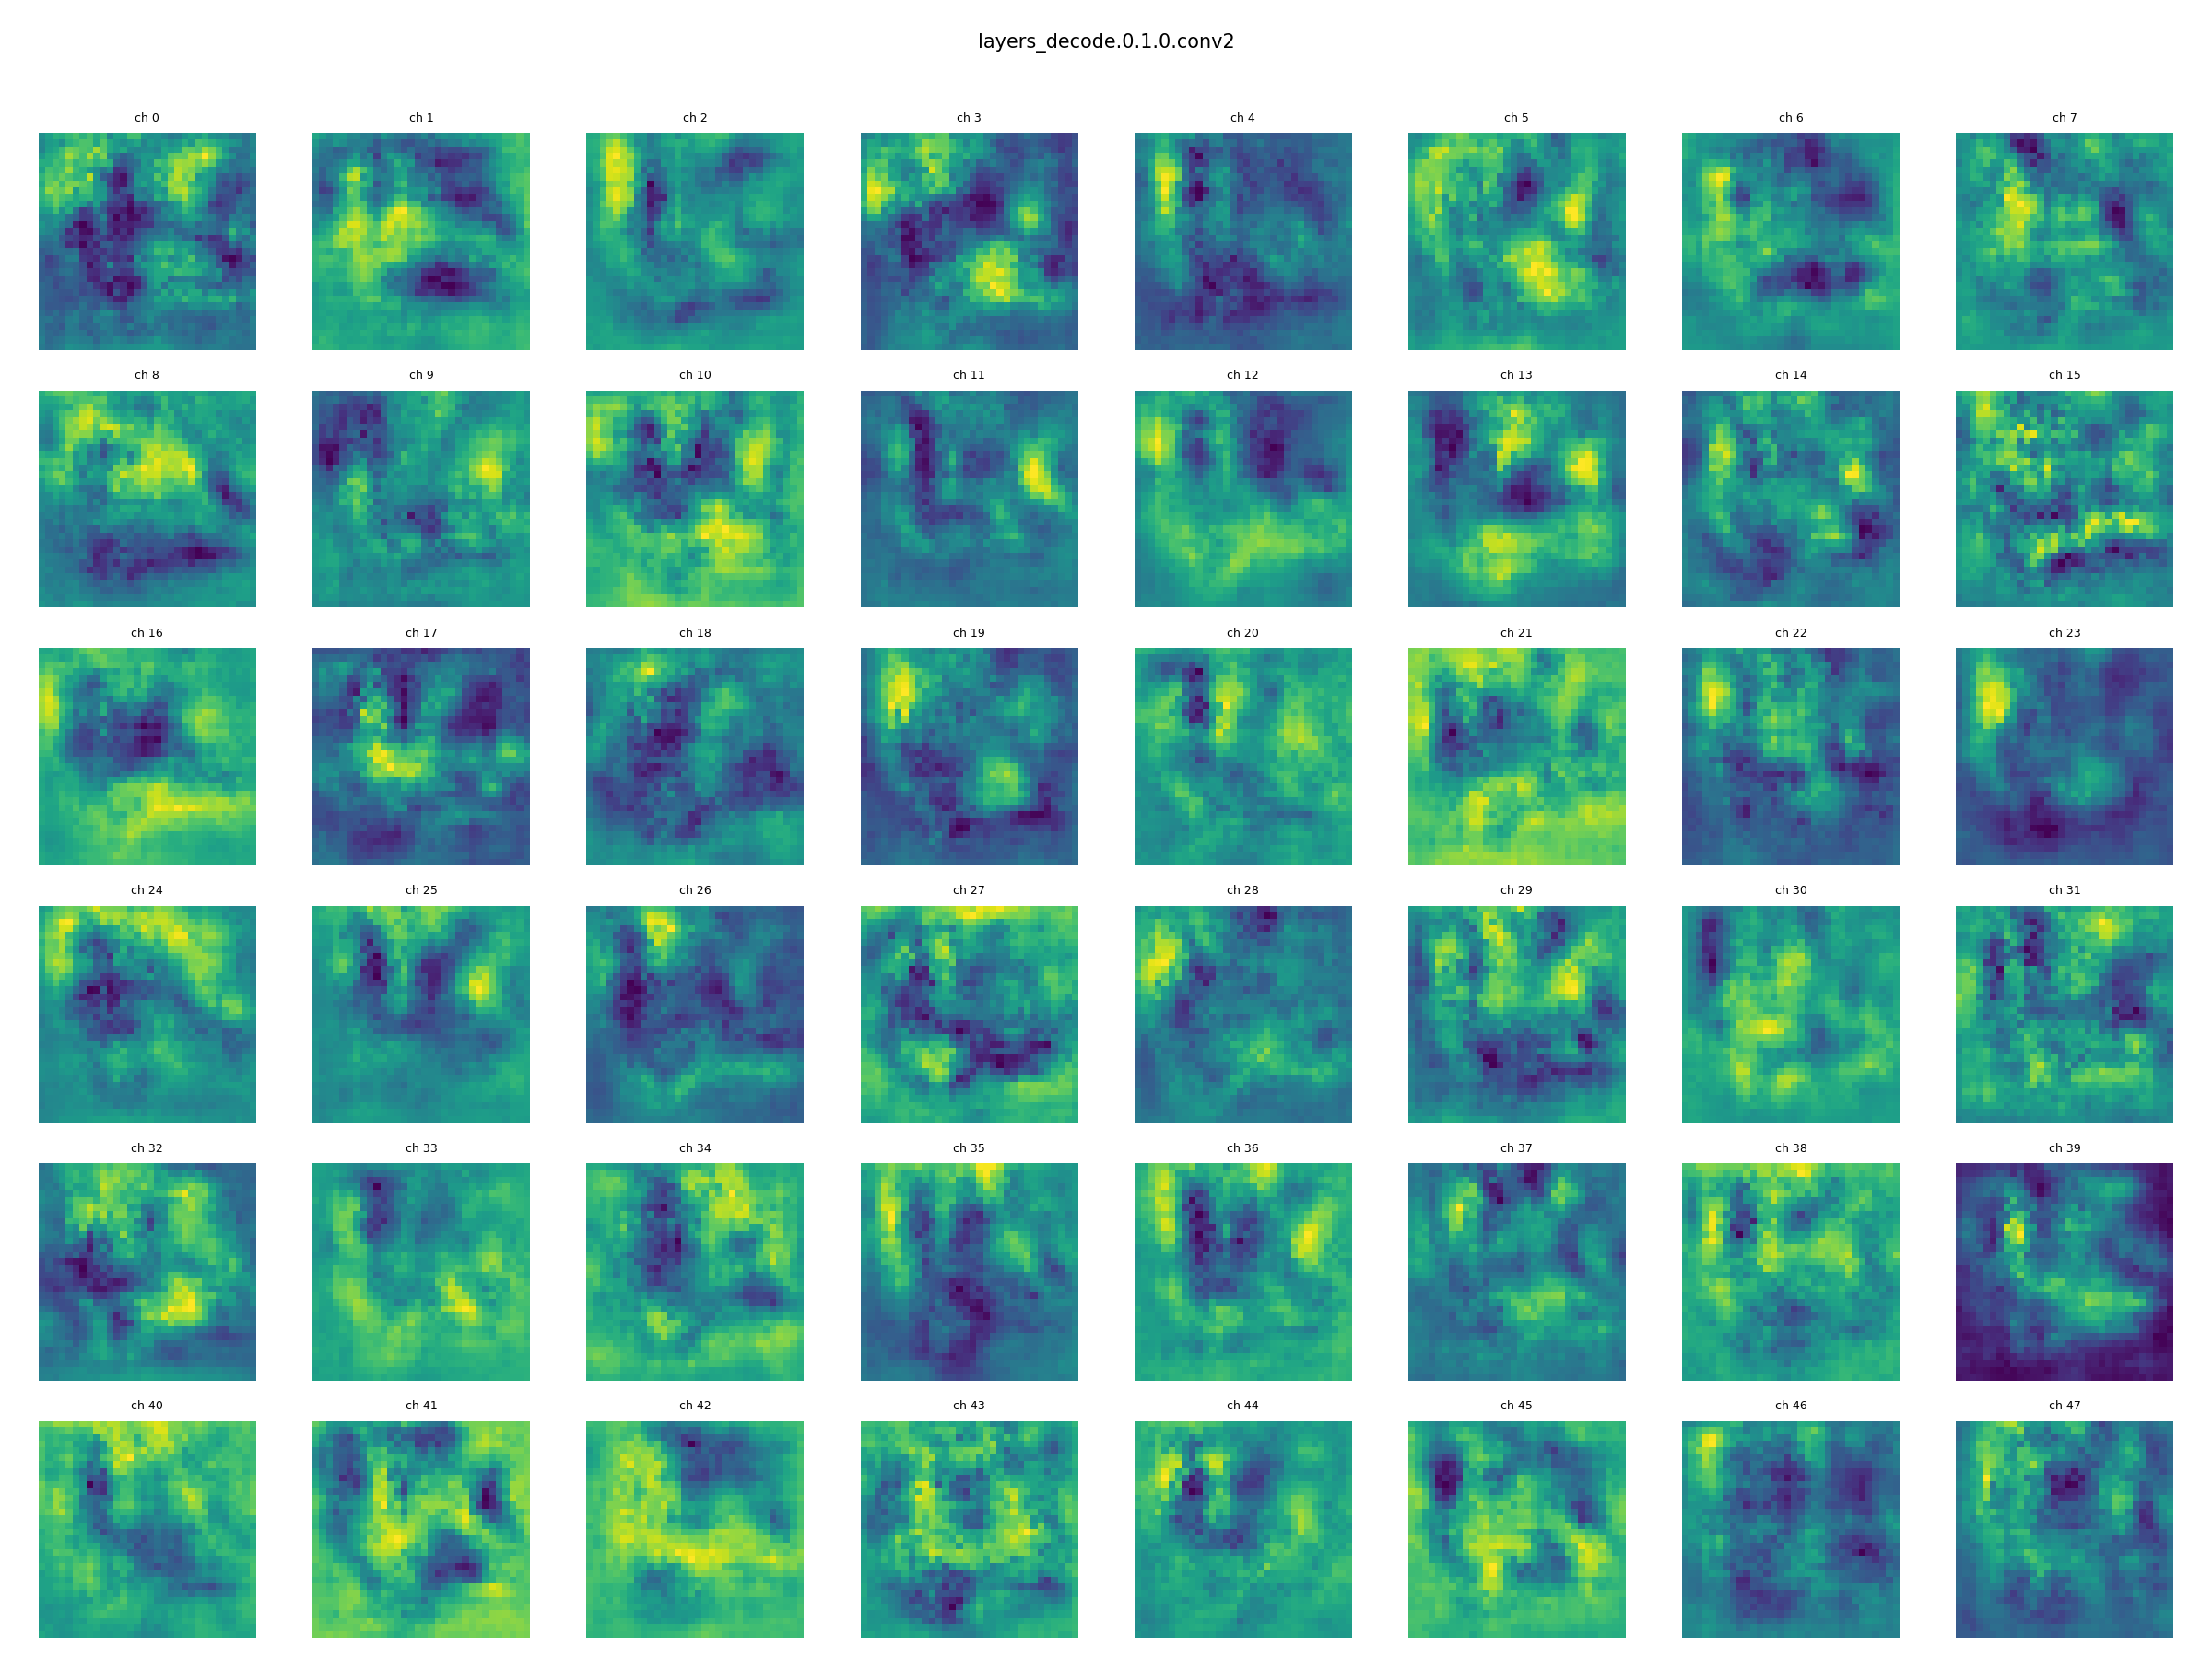 layers_decode.0.1.0.conv2
ch 0 ch 1 ch 2 ch 3 ch 4 ch 5 ch 6 ch 7
ch 8 ch 9 ch 10 ch 11 ch 12 ch 13 ch 14 ch 15
ch 16 ch 17 ch 18 ch 19 ch 20 ch 21 ch 22 ch 23
ch 24 ch 25 ch 26 ch 27 ch 28 ch 29 ch 30 ch 31
ch 32 ch 33 ch 34 ch 35 ch 36 ch 37 ch 38 ch 39
ch 40 ch 41 ch 42 ch 43 ch 44 ch 45 ch 46 ch 47